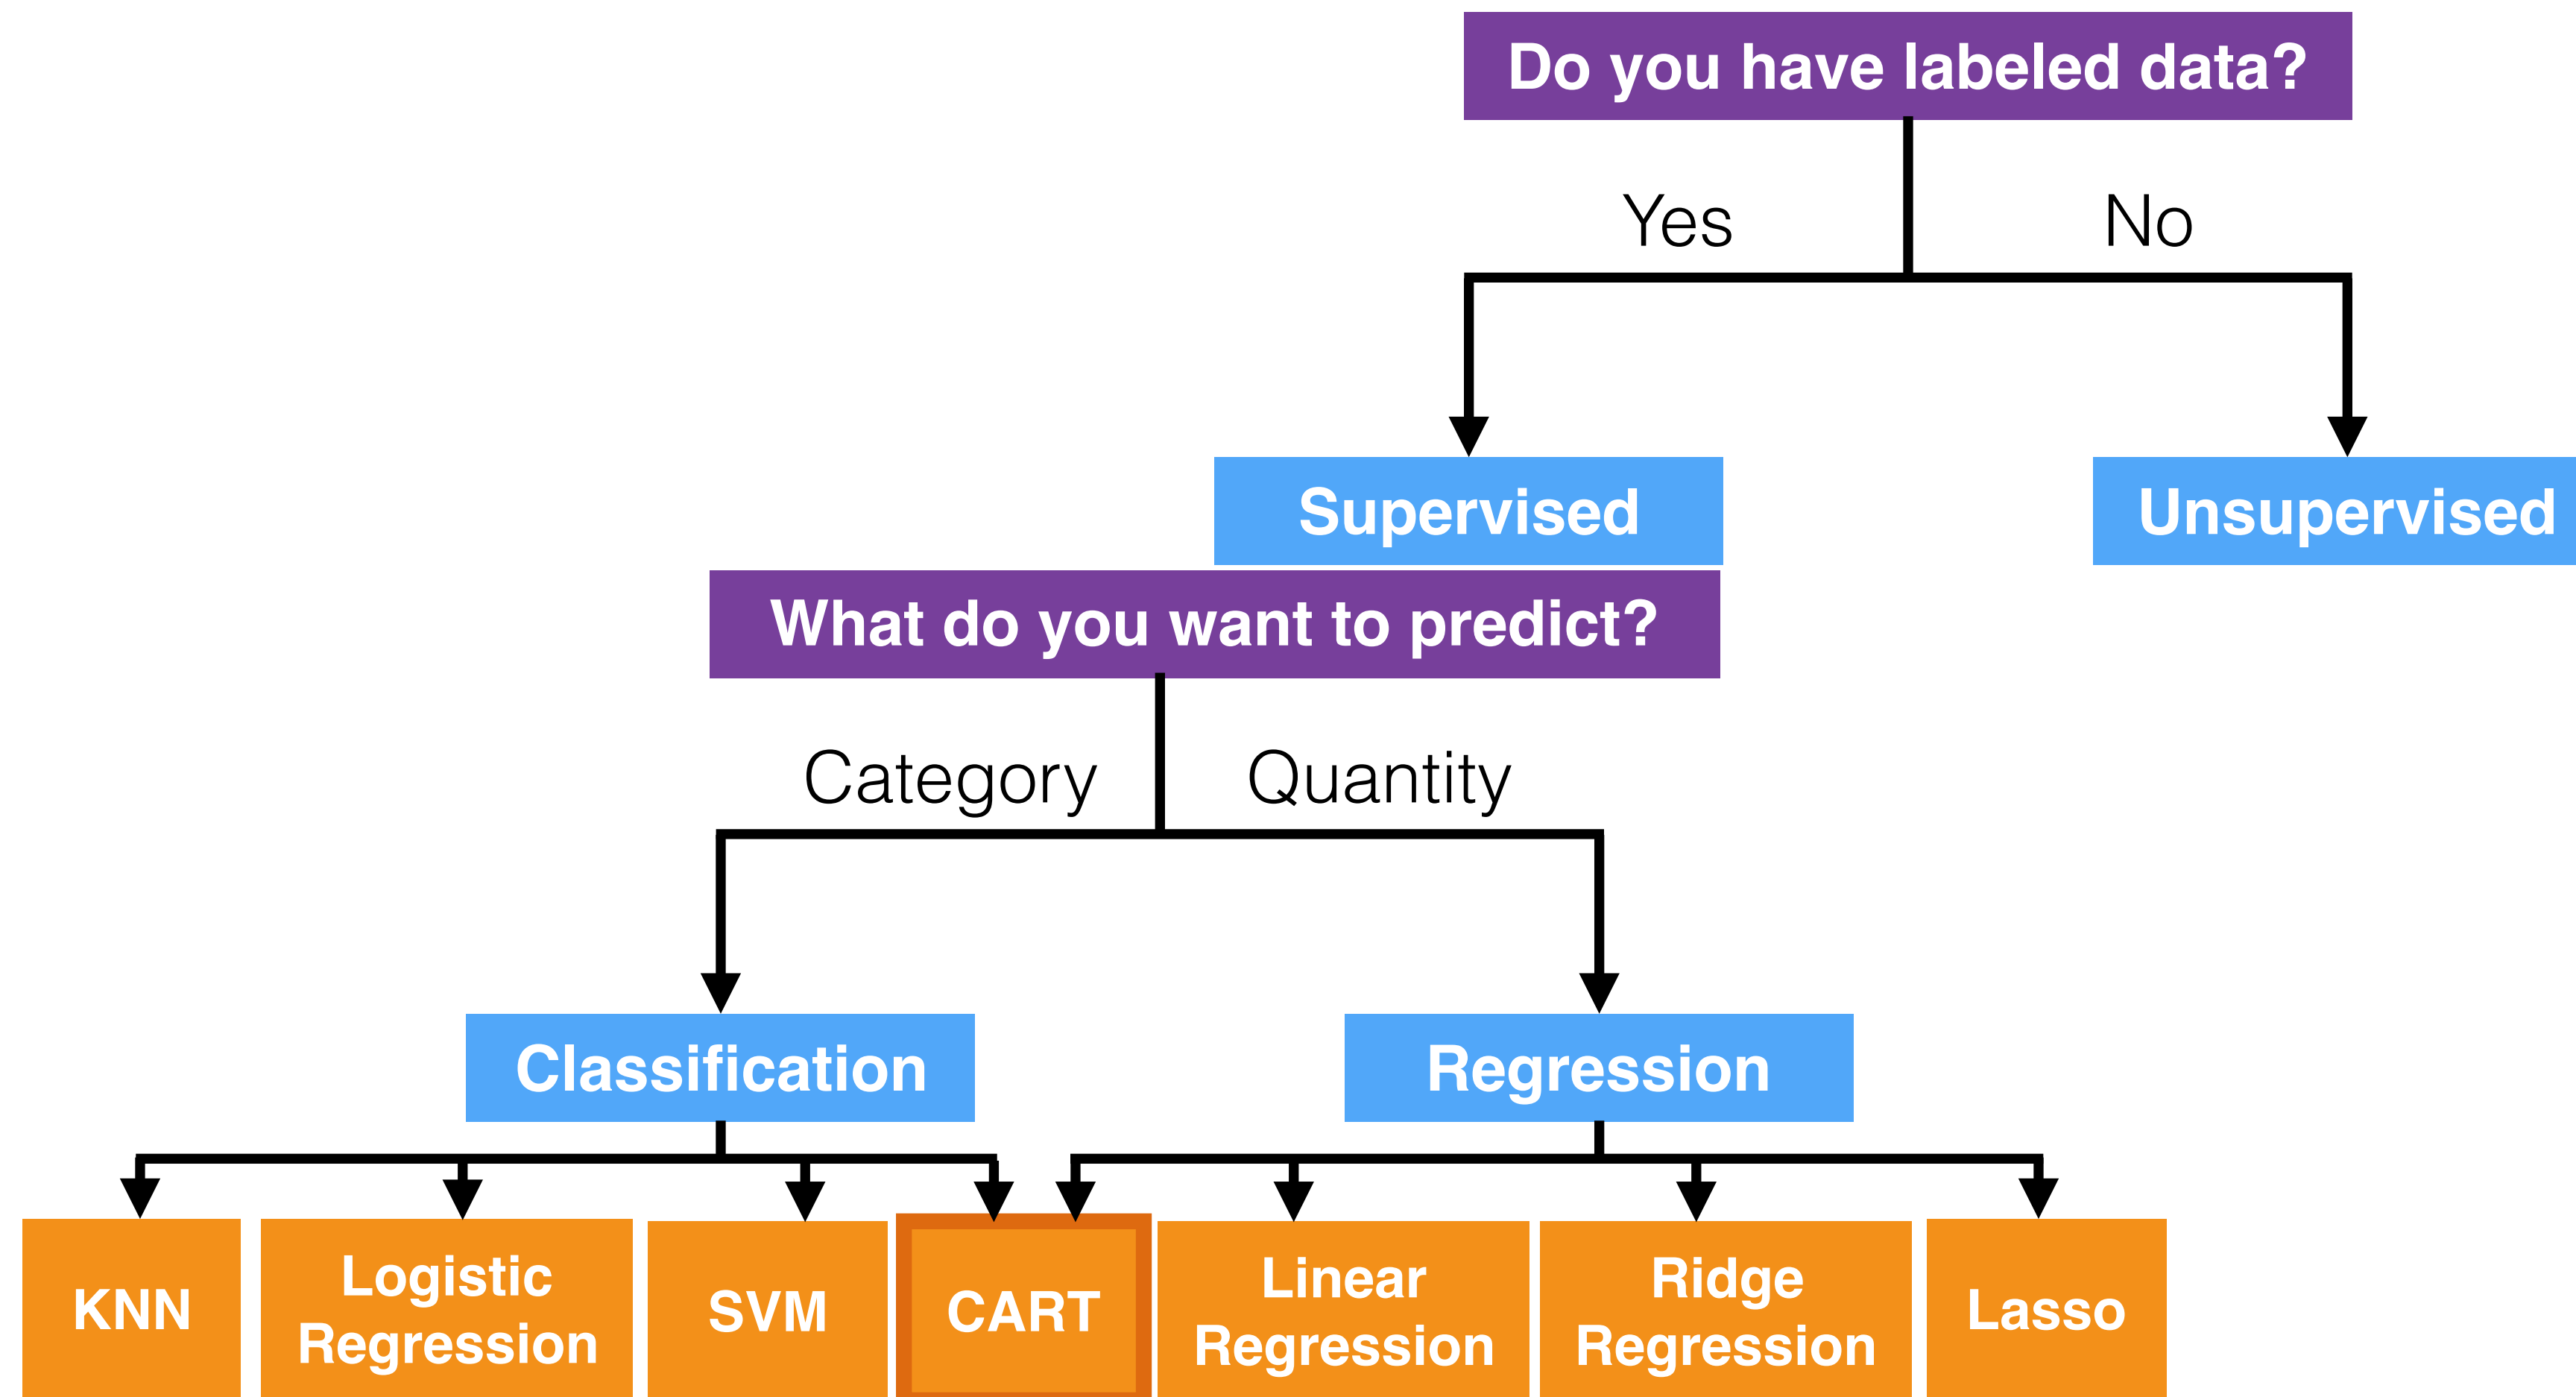 Do you have labeled data?
Yes
No
Supervised
Unsupervised
What do you want to predict?
Category
Quantity
Classification
Regression
KNN
Logistic
Regression
SVM
CART
Linear
Regression
Ridge
Regression
Lasso